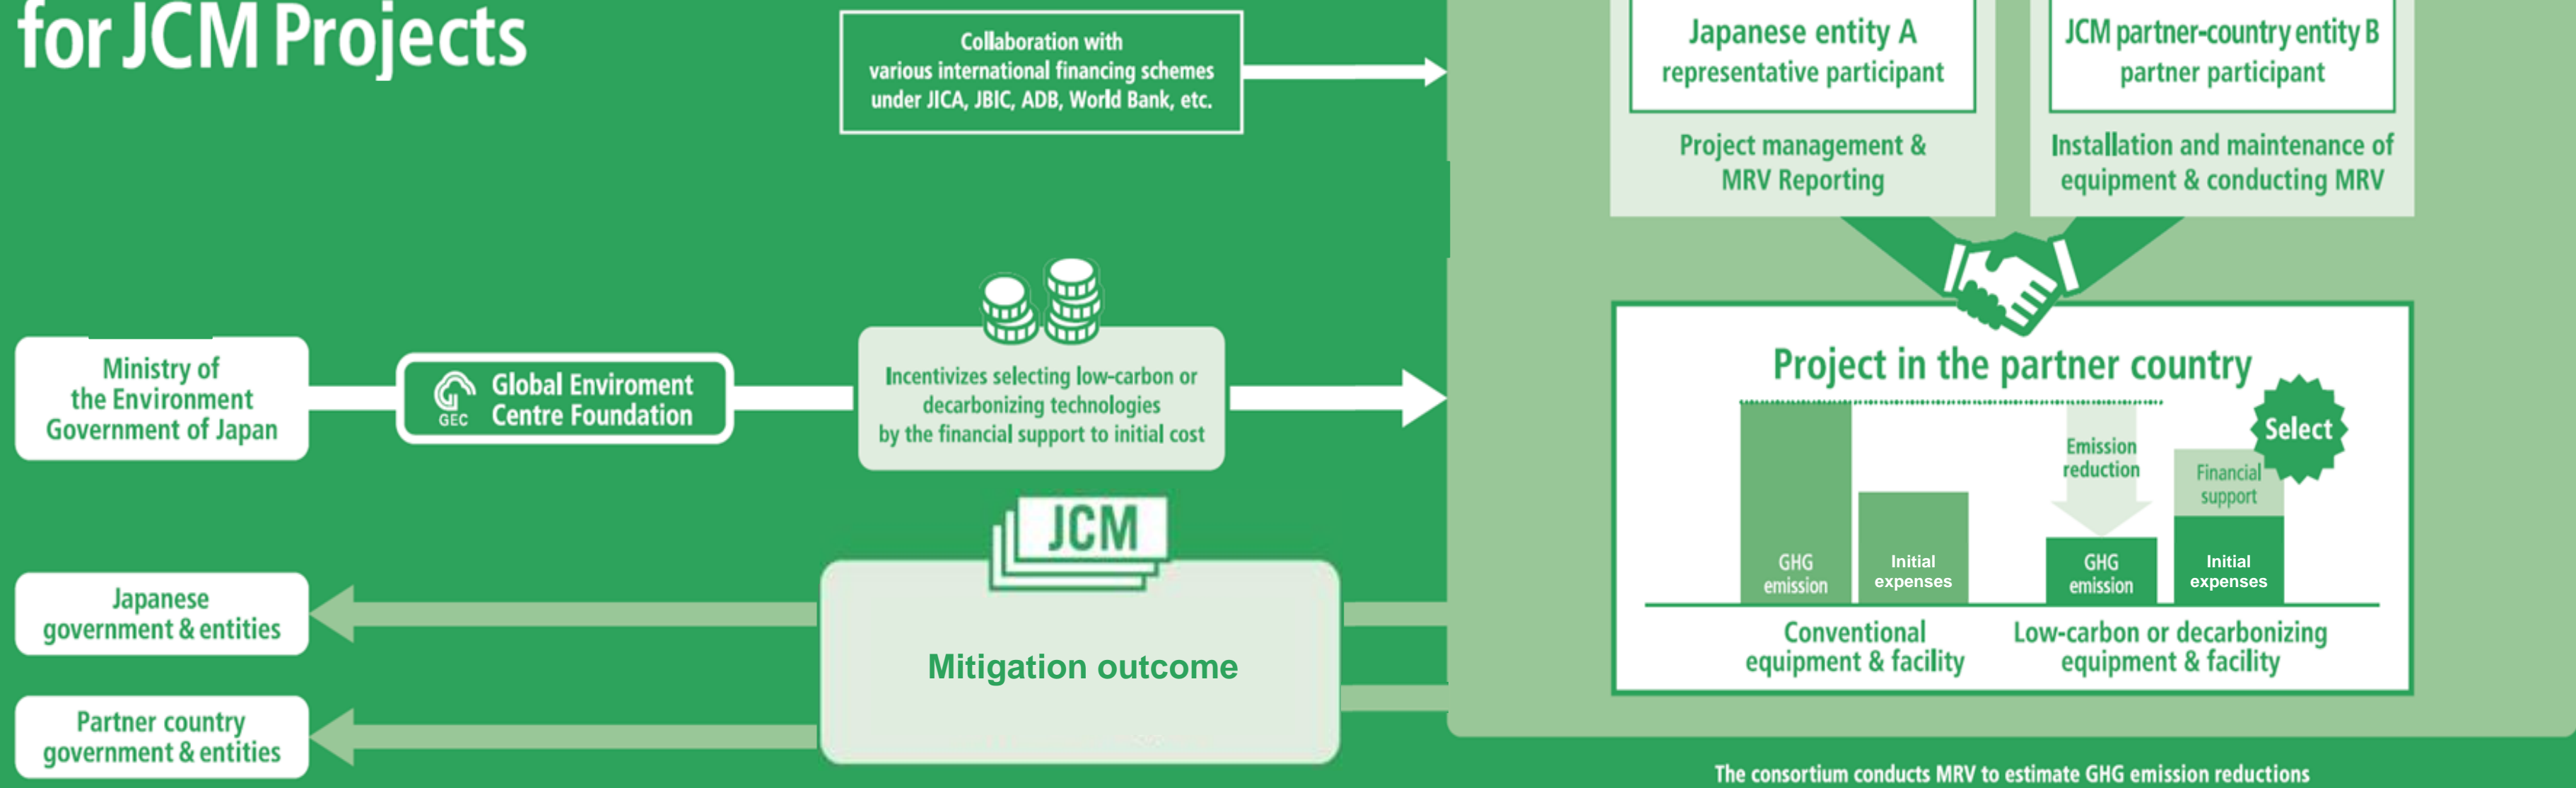 for JCM Projects
Collaboration with
various international financing schemes
under JICA, JBIC, ADB, World Bank, etc.
Japanese entity A
representative participant
Project management &
MRV Reporting
JCM partner-country entity B
partner participant
Installation and maintenance of
equipment & conducting MRV
Ministry of
the Environment
Government of Japan
GEC
Global Enviroment
Centre Foundation
Incentivizes selecting low-carbon or
decarbonizing technologies
by the financial support to initial cost
Project in the partner country
Select
Emission
reduction
Financial
support
GHG
emission
Initial
expenses
GHG
emission
Initial
expenses
Conventional
equipment & facility
Low-carbon or decarbonizing
equipment & facility
JCM
Mitigation outcome
Japanese
government & entities
Partner country
government & entities
The consortium conducts MRV to estimate GHG emission reductions